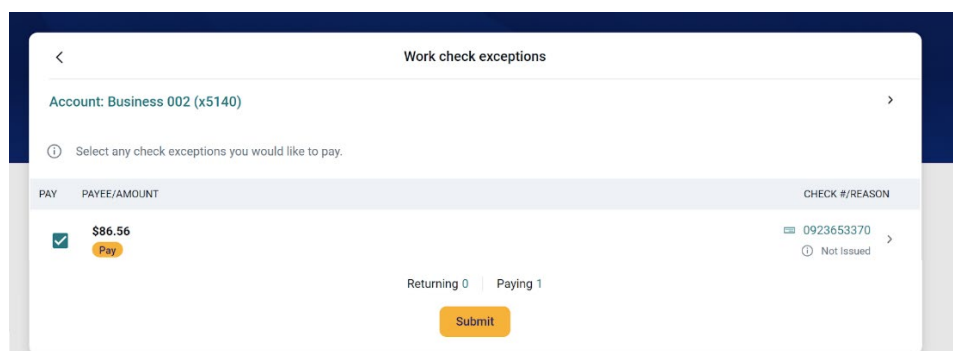 Work check exceptions
Account: Business 002 (x5140)
Select any check exceptions you would like to pay.
PAY PAYEE/AMOUNT CHECK #/REASON
$86.56 0923653370
Pay Not Issued
Returning 0 Paying 1
Submit